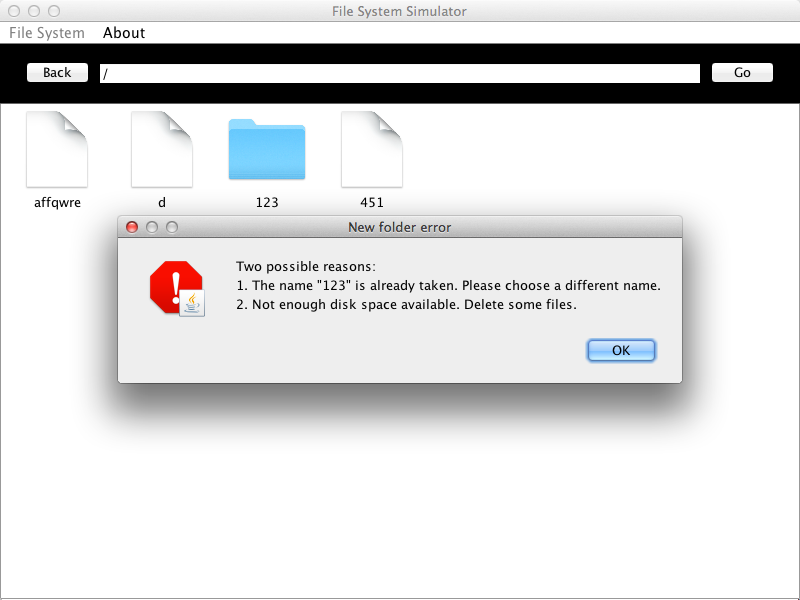 File System Simulator
File System About
Back / Go
affqwre d 123 451
New folder error
Two possible reasons:
1. The name "123" is already taken. Please choose a different name.
2. Not enough disk space available. Delete some files.
OK